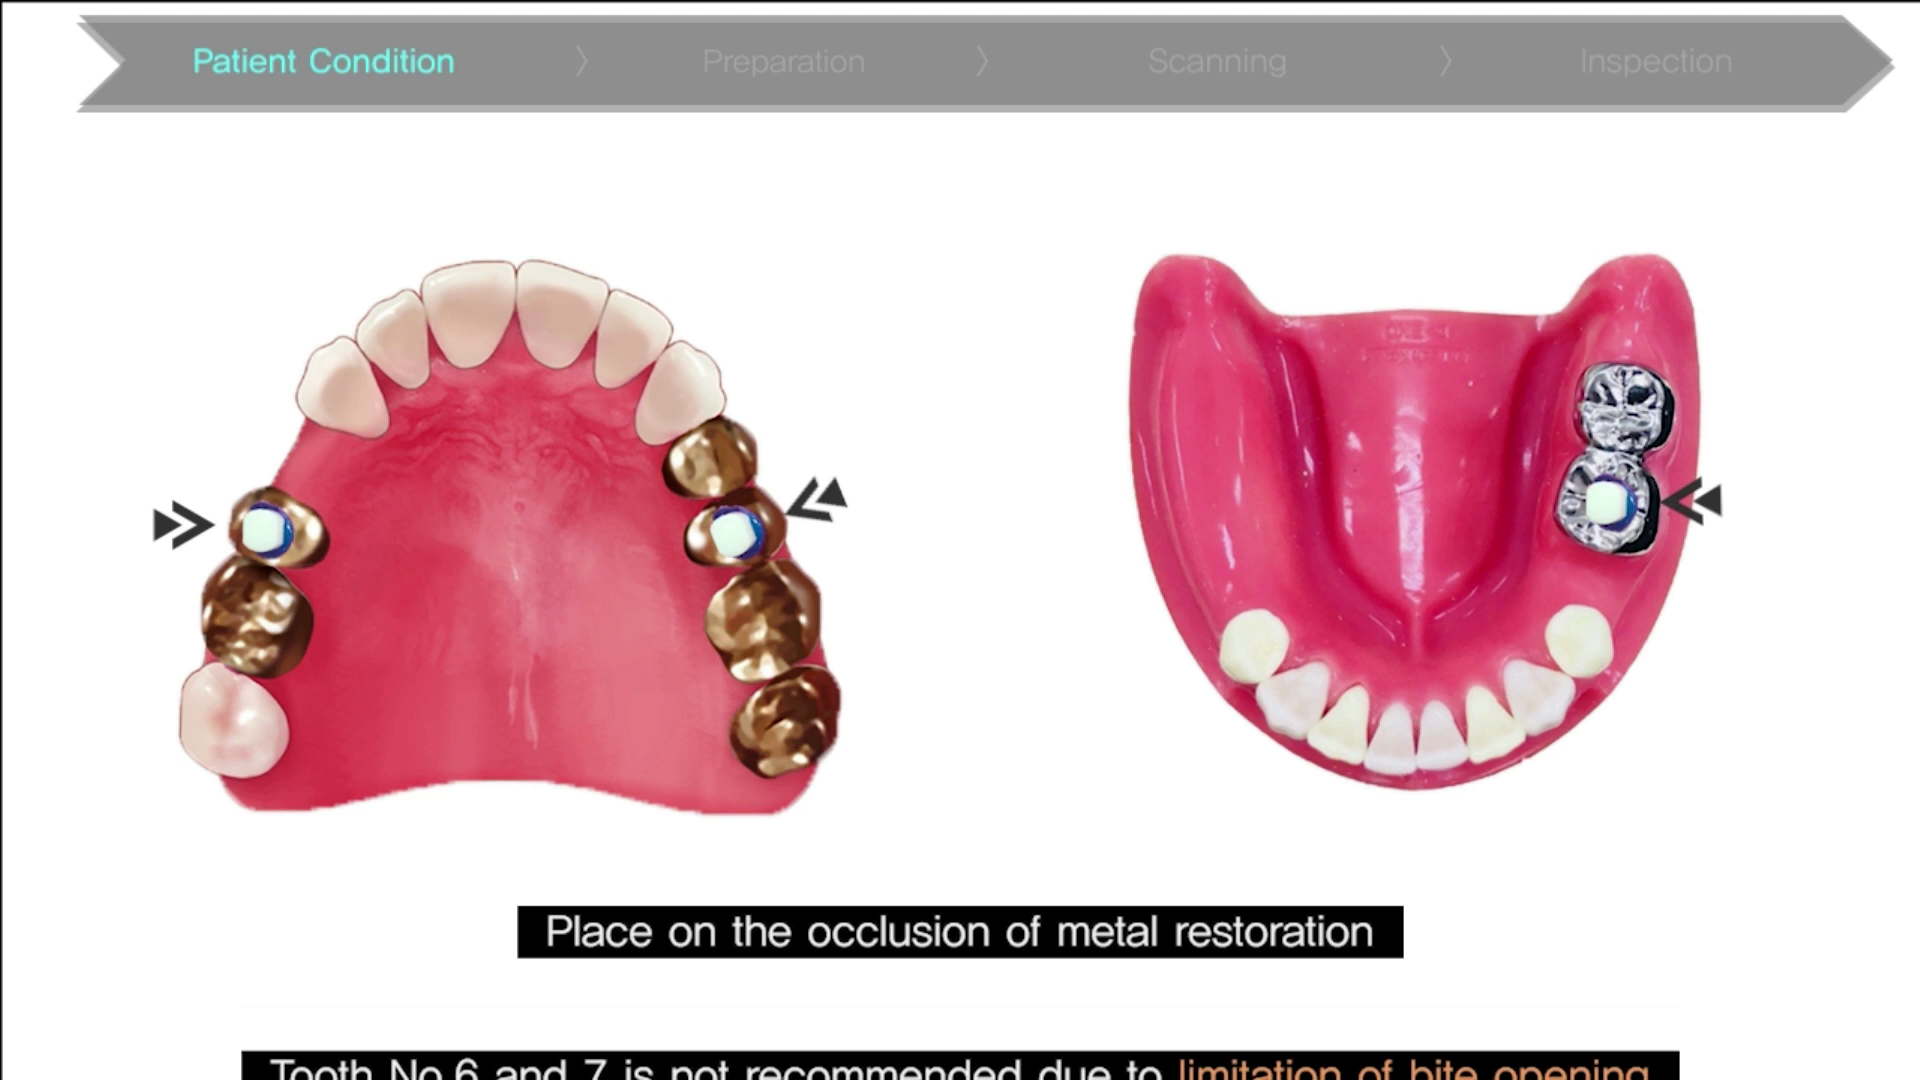 Patient Condition
Preparation
Scanning
Inspection
Place on the occlusion of metal restoration
Tooth No.6 and 7 is not recommended due to limitation of bite opening